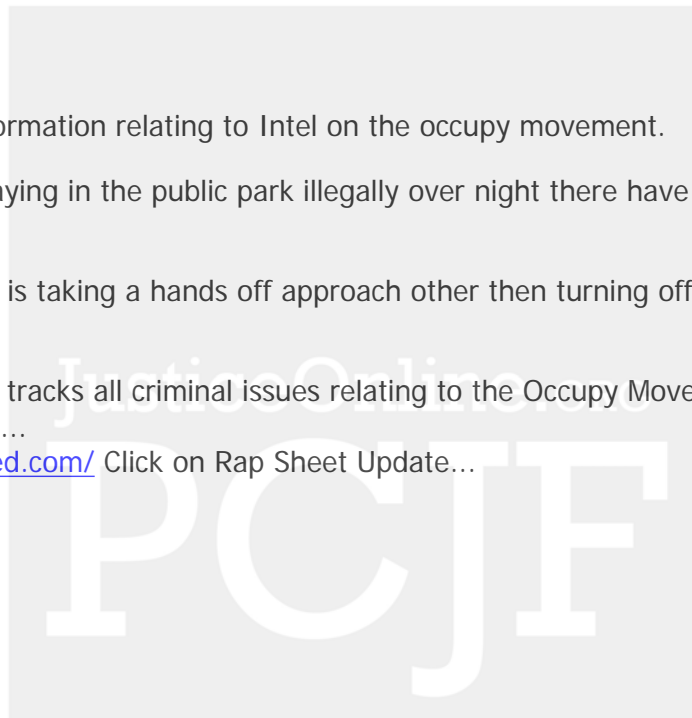 ormation relating to Intel on the occupy movement.
aying in the public park illegally over night there have
is taking a hands off approach other then turning off
tracks all criminal issues relating to the Occupy Move
...
ed.com/ Click on Rap Sheet Update...
JusticeOnline.org
PCJF